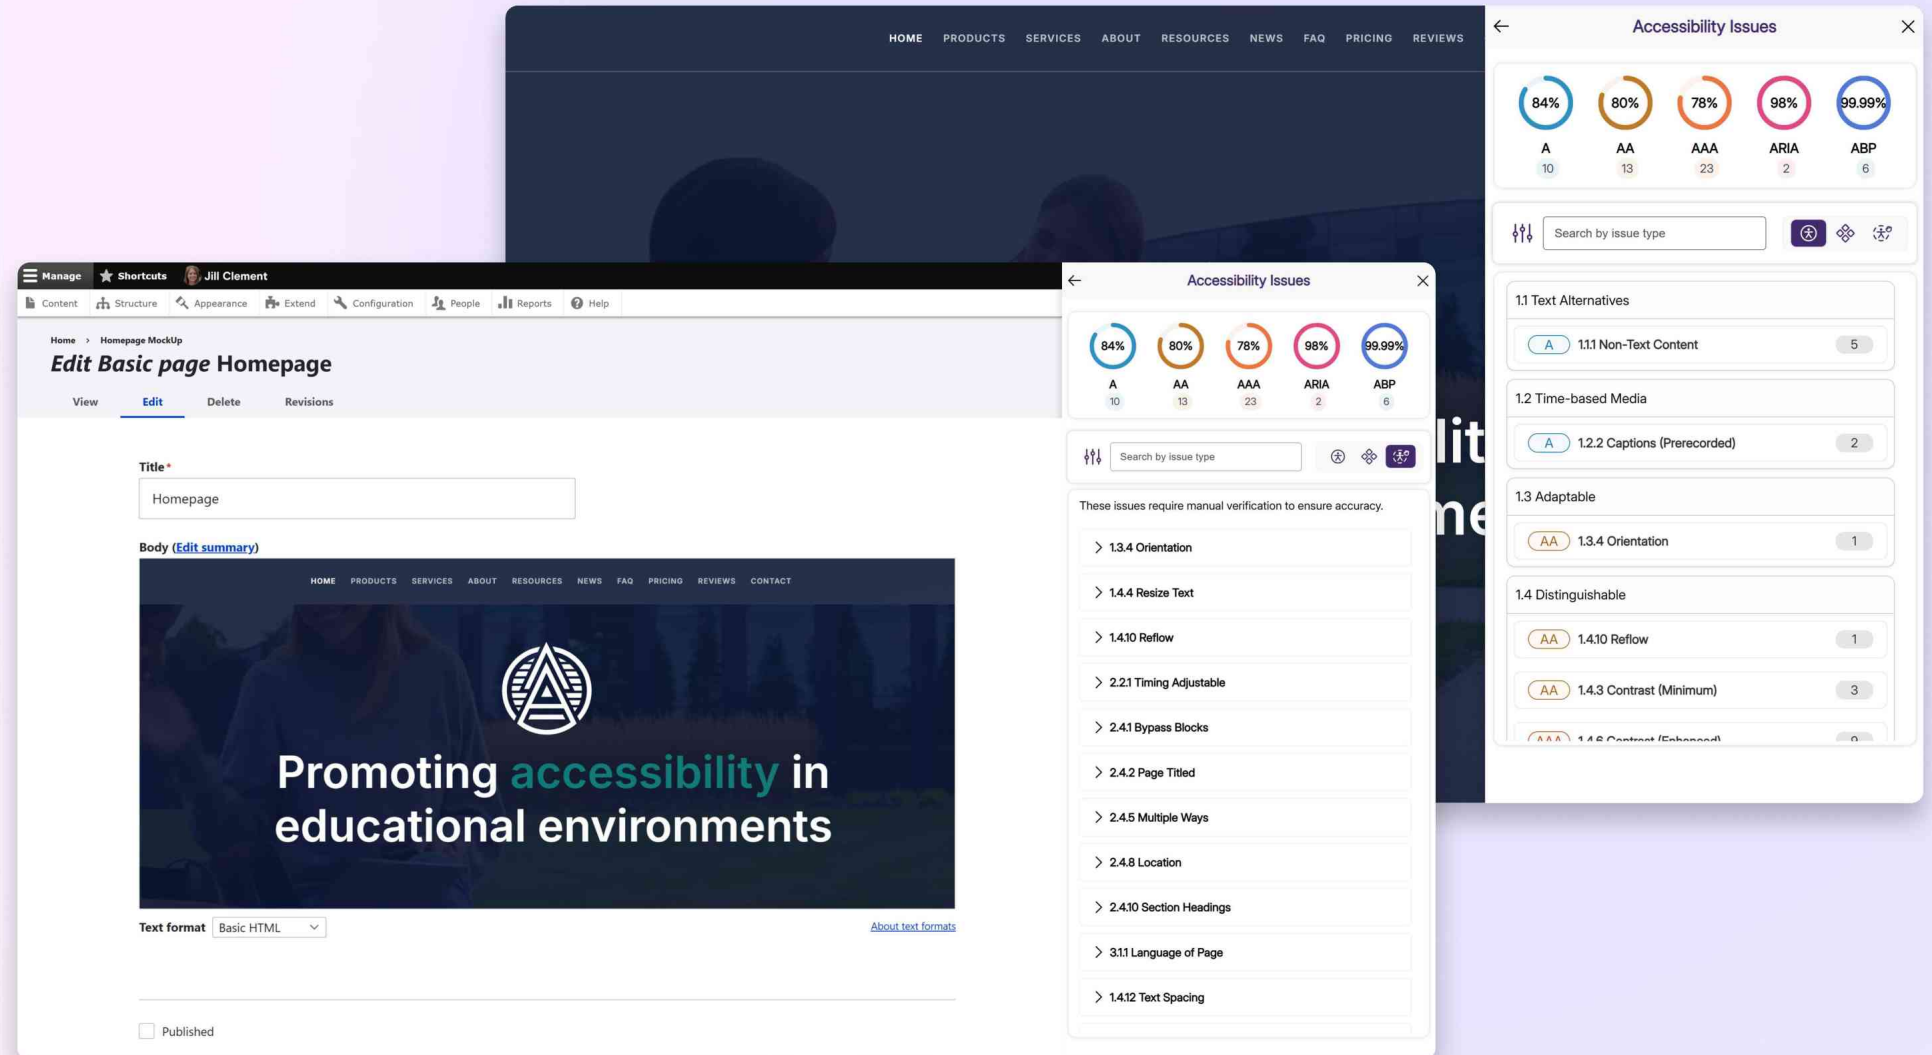 HOME PRODUCTS SERVICES ABOUT RESOURCES NEWS FAQ PRICING REVIEWS
Accessibility Issues
84% 80% 78% 98% 99.99%
A AA AAA ARIA ABP
10 13 23 2 6
Search by issue type
1.1 Text Alternatives
A 1.1.1 Non-Text Content 5
1.2 Time-based Media
A 1.2.2 Captions (Prerecorded) 2
1.3 Adaptable
AA 1.3.4 Orientation 1
1.4 Distinguishable
AA 1.4.10 Reflow 1
AA 1.4.3 Contrast (Minimum) 3
AAA 1.4.6 Contrast (Enhanced) 9
lit
me
Manage Shortcuts Jill Clement
Content Structure Appearance Extend Configuration People Reports Help
Home > Homepage MockUp
Edit Basic page Homepage
View Edit Delete Revisions
Title*
Homepage
Body (Edit summary)
HOME PRODUCTS SERVICES ABOUT RESOURCES NEWS FAQ PRICING REVIEWS CONTACT
Promoting accessibility in
educational environments
Text format Basic HTML
About text formats
Published
Accessibility Issues
84% 80% 78% 98% 99.99%
A AA AAA ARIA ABP
10 13 23 2 6
Search by issue type
These issues require manual verification to ensure accuracy.
1.3.4 Orientation
1.4.4 Resize Text
1.4.10 Reflow
2.2.1 Timing Adjustable
2.4.1 Bypass Blocks
2.4.2 Page Titled
2.4.5 Multiple Ways
2.4.8 Location
2.4.10 Section Headings
3.1.1 Language of Page
1.4.12 Text Spacing